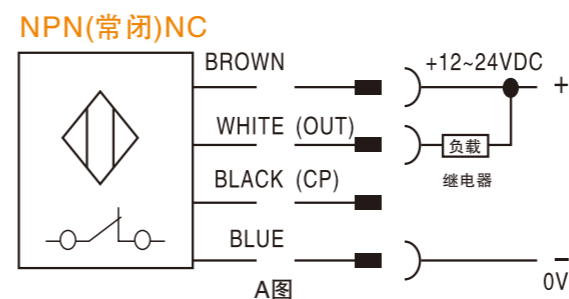 NPN(常闭)NC
BROWN
+12~24VDC
+
WHITE (OUT)
负载
BLACK (CP)
继电器
BLUE
−
0V
A图